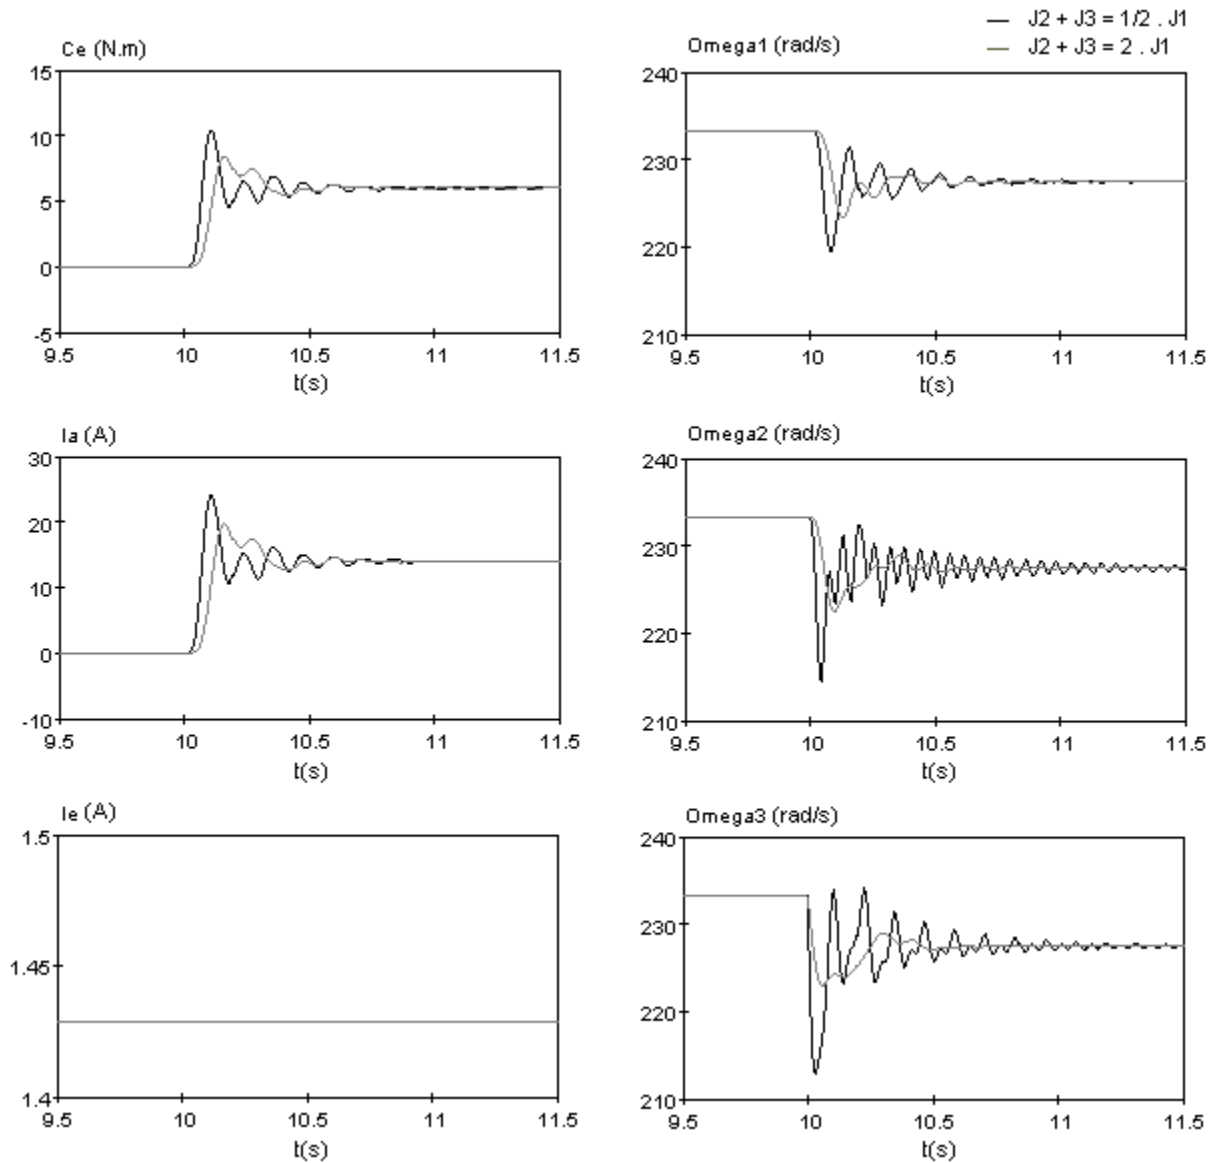 J2 + J3 = 1/2 . J1
J2 + J3 = 2 . J1
Ce (N.m)
15
10
5
0
-5
9.5 10 10.5 11 11.5
t(s)
Omega1 (rad/s)
240
230
220
210
9.5 10 10.5 11 11.5
t(s)
Ia (A)
30
20
10
0
-10
9.5 10 10.5 11 11.5
t(s)
Omega2 (rad/s)
240
230
220
210
9.5 10 10.5 11 11.5
t(s)
Ie (A)
1.5
1.45
1.4
9.5 10 10.5 11 11.5
t(s)
Omega3 (rad/s)
240
230
220
210
9.5 10 10.5 11 11.5
t(s)